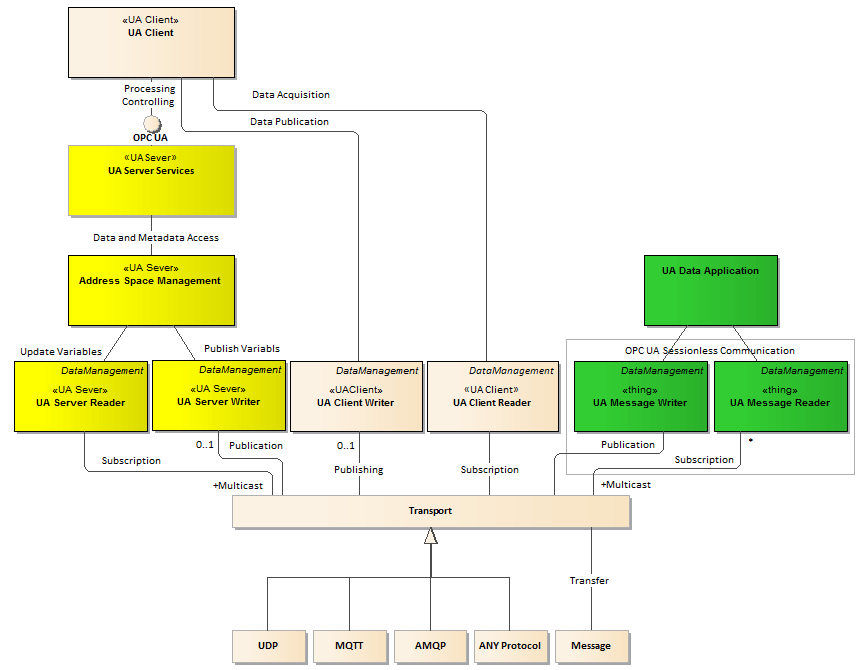 «UA Client»
UA Client
Processing
Controlling
Data Acquisition
Data Publication
OPC UA
«UA Sever»
UA Server Services
Data and Metadata Access
«UA Sever»
Address Space Management
UA Data Application
Update Variables
Publish Variabls
OPC UA Sessionless Communication
DataManagement
«UA Sever»
UA Server Reader
DataManagement
«UA Sever»
UA Server Writer
DataManagement
«UAClient»
UA Client Writer
DataManagement
«UAClient»
UA Client Reader
DataManagement
«thing»
UA Message Writer
DataManagement
«thing»
UA Message Reader
0..1
Publication
0..1
Publication
*
Subscription
Publishing
Subscription
Subscription
+Multicast
+Multicast
Transport
Transfer
UDP
MQTT
AMQP
ANY Protocol
Message